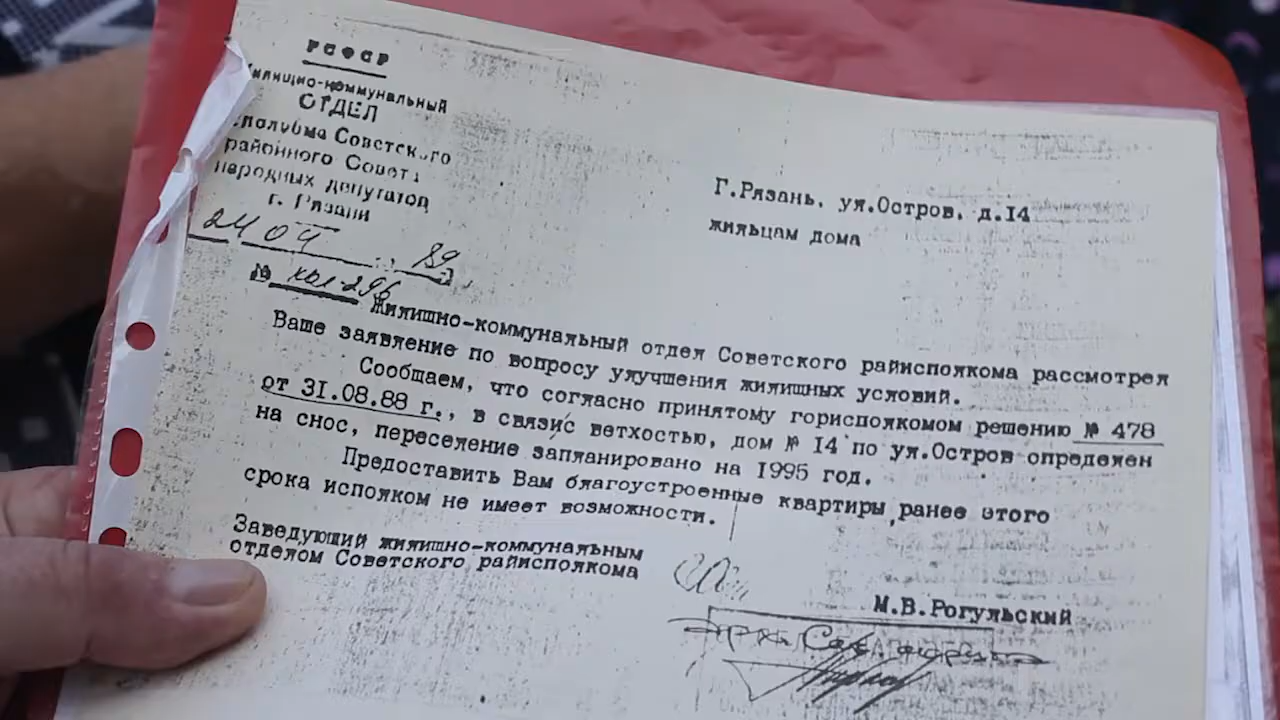 РСФСР
Жилищно-коммунальный
ОТДЕЛ
исполкома Советского
районного Совета
народных депутатов
г. Рязани
24 04 89
№ кол-296
Г.Рязань, ул.Остров, д.14
жильцам дома
Жилищно-коммунальный отдел Советского райисполкома рассмотрел
Ваше заявление по вопросу улучшения жилищных условий.
Сообщаем, что согласно принятому горисполкомом решению № 478
от 31.08.88 г., в связи с ветхостью, дом № 14 по ул.Остров определен
на снос, переселение запланировано на 1995 год.
Предоставить Вам благоустроенные квартиры ранее этого
срока исполком не имеет возможности.
Заведующий жилищно-коммунальным
отделом Советского райисполкома
М.В.Рогульский